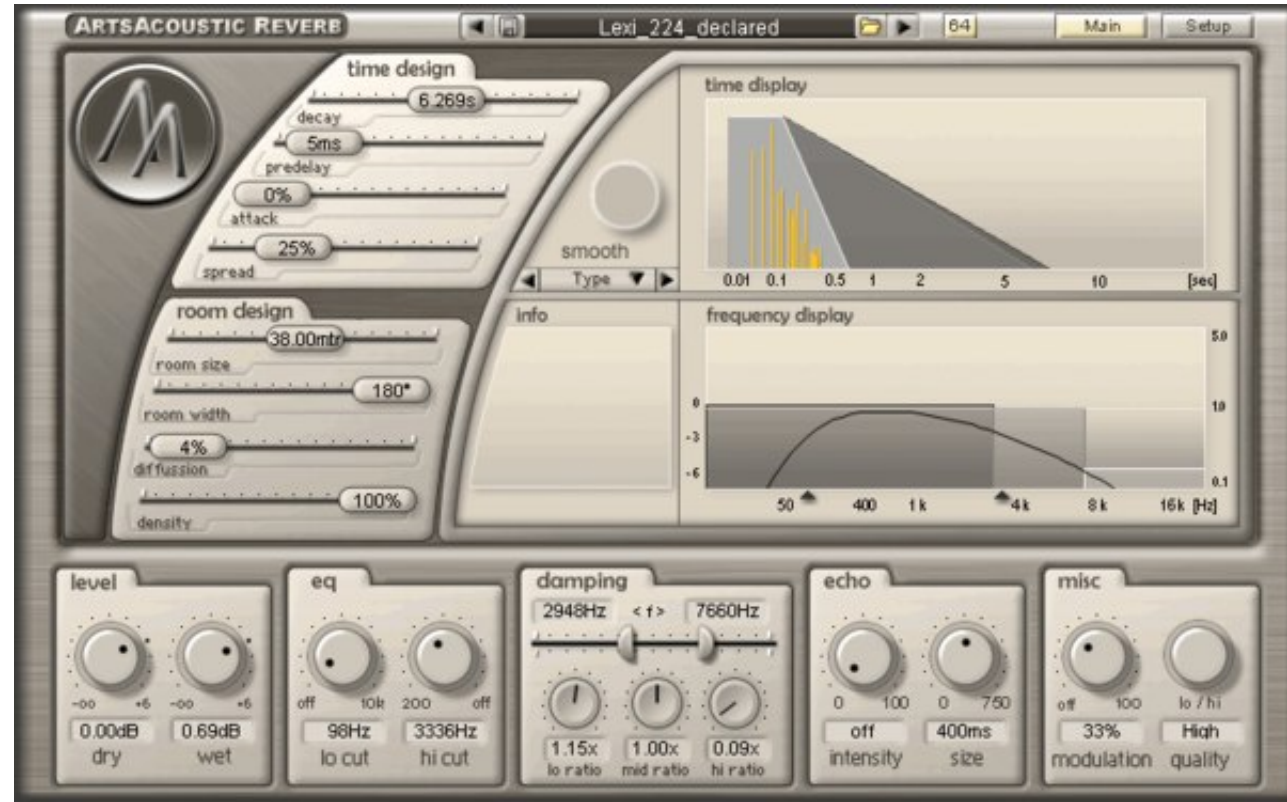 ARTSACOUSTIC REVERB
Lexi_224_declared
64
Main
Setup
time design
6.269s
decay
5ms
predelay
0%
attack
25%
spread
smooth
Type
time display
0.01 0.1 0.5 1 2 5 10 [sec]
room design
38.00mtr
room size
180°
room width
4%
diffussion
100%
density
info
frequency display
5.0
0 1.0
-3
-6 0.1
50 400 1k 4k 8k 16k [Hz]
level
-oo +6 -oo +6
0.00dB 0.69dB
dry wet
eq
off 10k 200 off
98Hz 3336Hz
lo cut hi cut
damping
2948Hz < f > 7660Hz
1.15x 1.00x 0.09x
lo ratio mid ratio hi ratio
echo
0 100 0 750
off 400ms
intensity size
misc
off 100 lo / hi
33% High
modulation quality